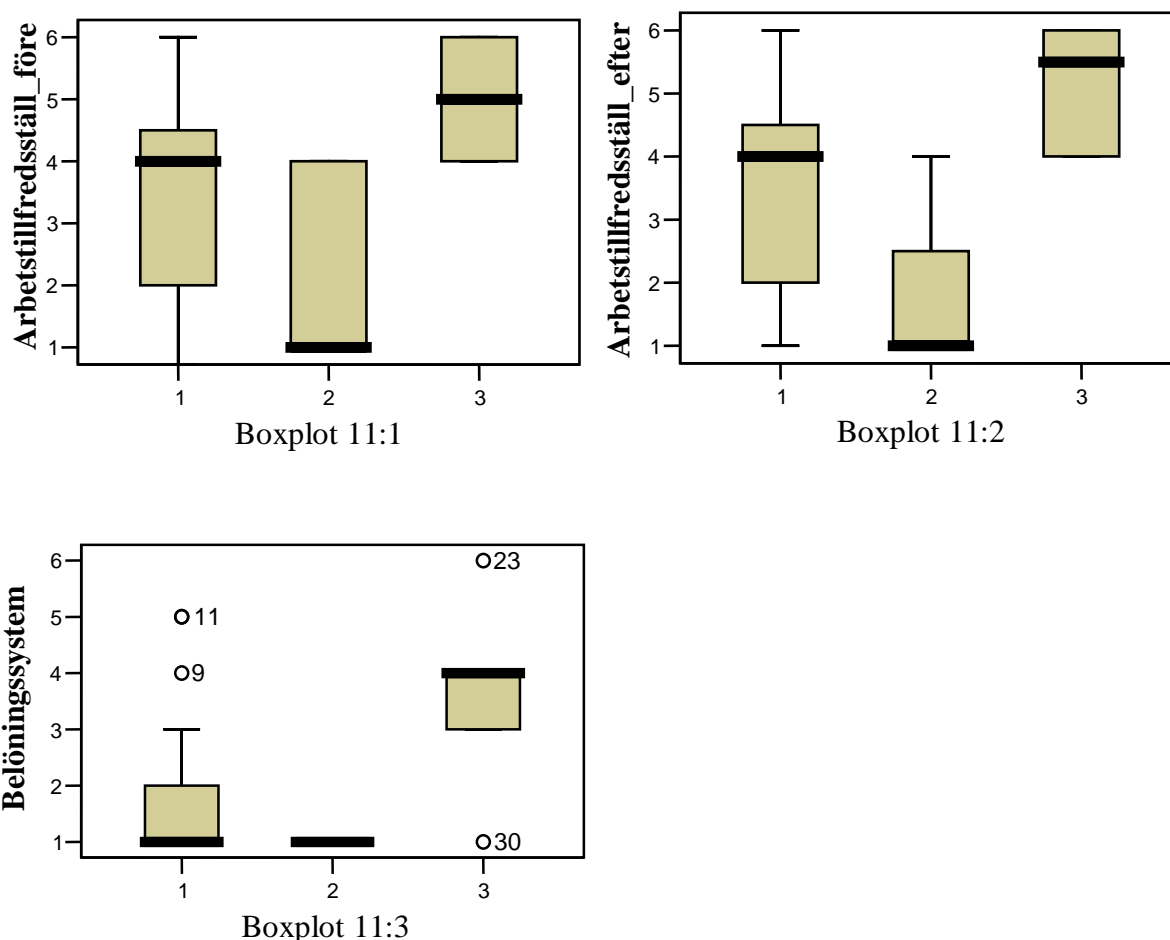 Arbetstillfredsställ_före
6
5
4
3
2
1
1 2 3
Boxplot 11:1
Arbetstillfredsställ_efter
6
5
4
3
2
1
1 2 3
Boxplot 11:2
Belöningssystem
6
5
4
3
2
1
11
9
23
30
1 2 3
Boxplot 11:3